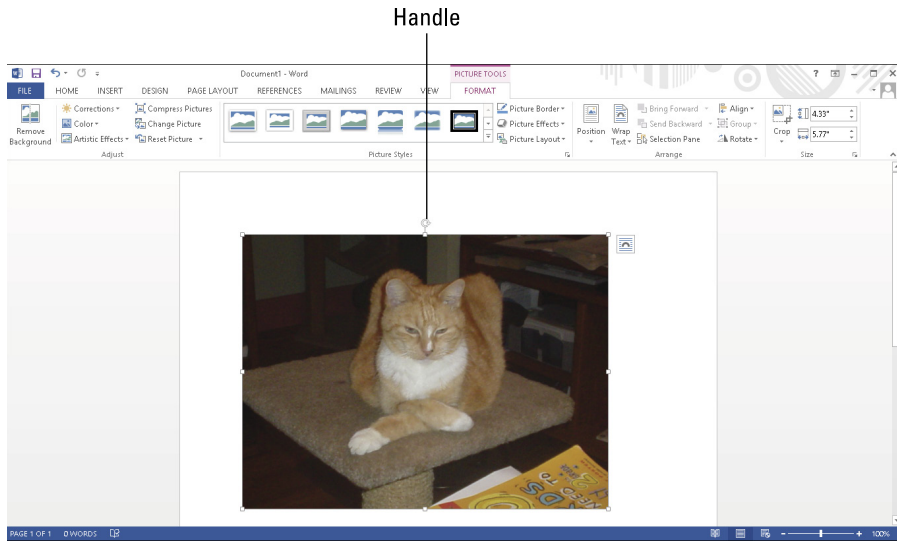 Handle
Document1 - Word
PICTURE TOOLS
?
FILE HOME INSERT DESIGN PAGE LAYOUT REFERENCES MAILINGS REVIEW VIEW FORMAT
Remove Background
Corrections
Color
Artistic Effects
Compress Pictures
Change Picture
Reset Picture
Adjust
Picture Styles
Picture Border
Picture Effects
Picture Layout
Position
Wrap Text
Bring Forward
Send Backward
Selection Pane
Align
Group
Rotate
Arrange
Crop
4.33"
5.77"
Size
NEED TO
PAGE 1 OF 1 0 WORDS
- + 100%